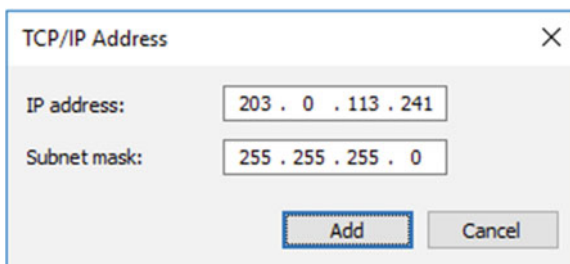 TCP/IP Address
IP address: 203 . 0 . 113 . 241
Subnet mask: 255 . 255 . 255 . 0
Add Cancel